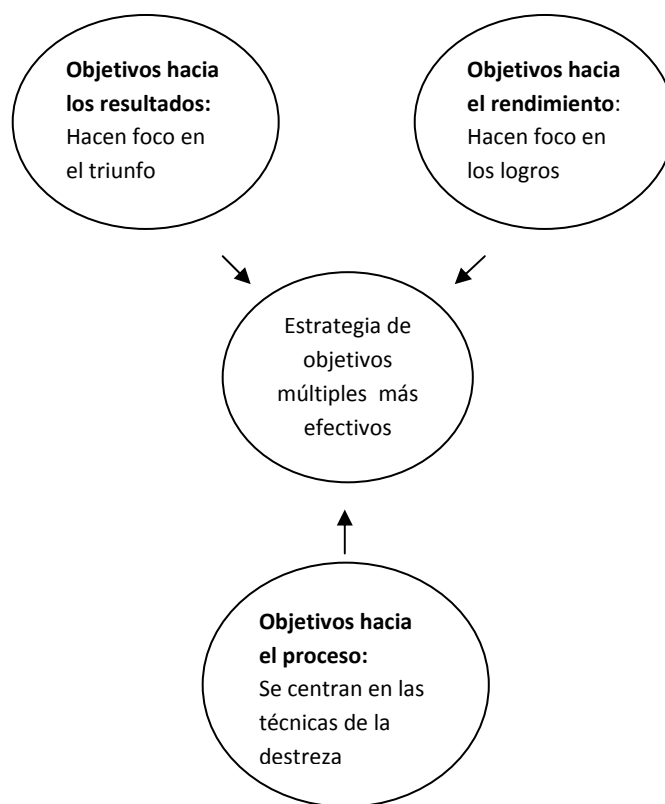 Objetivos hacia
los resultados:
Hacen foco en
el triunfo
Objetivos hacia
el rendimiento:
Hacen foco en
los logros
Estrategia de
objetivos
múltiples más
efectivos
Objetivos hacia
el proceso:
Se centran en las
técnicas de la
destreza